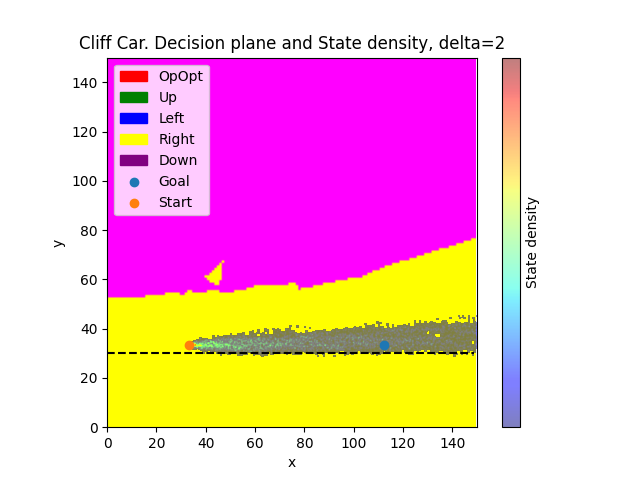 Cliff Car. Decision plane and State density, delta=2
OpOpt
Up
Left
Right
Down
Goal
Start
140
120
100
80
60
40
20
0
y
0 20 40 60 80 100 120 140
x
State density